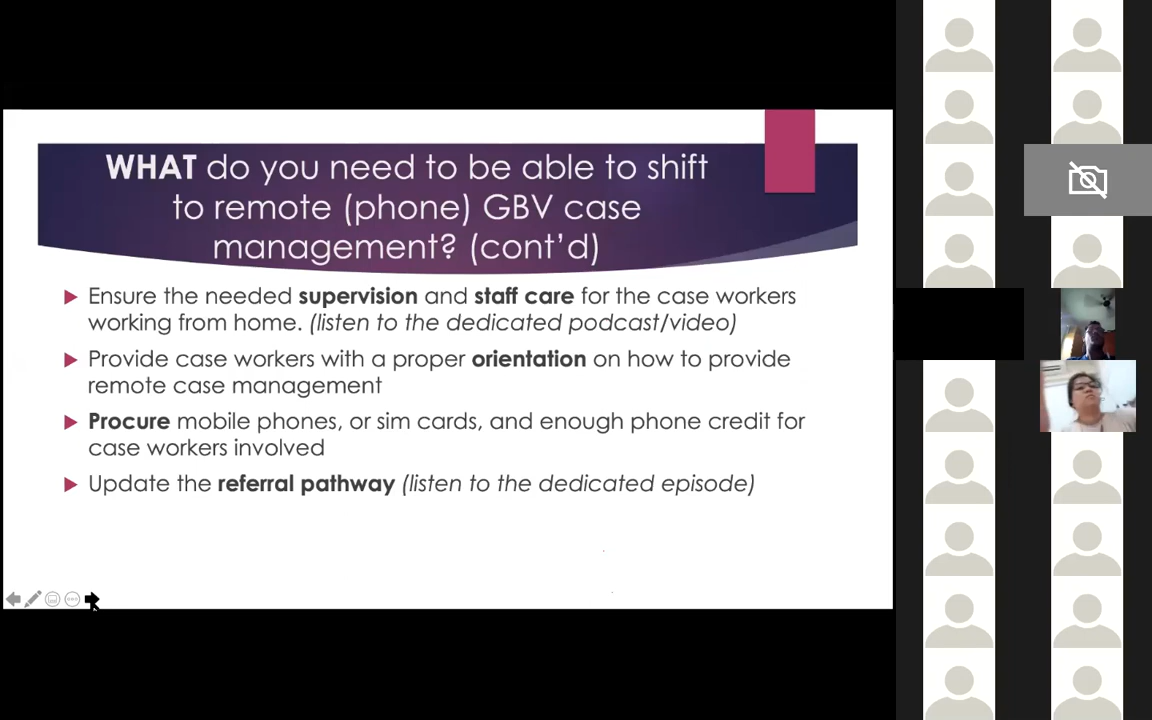 WHAT do you need to be able to shift
to remote (phone) GBV case
management? (cont’d)
Ensure the needed supervision and staff care for the case workers
working from home. (listen to the dedicated podcast/video)
Provide case workers with a proper orientation on how to provide
remote case management
Procure mobile phones, or sim cards, and enough phone credit for
case workers involved
Update the referral pathway (listen to the dedicated episode)